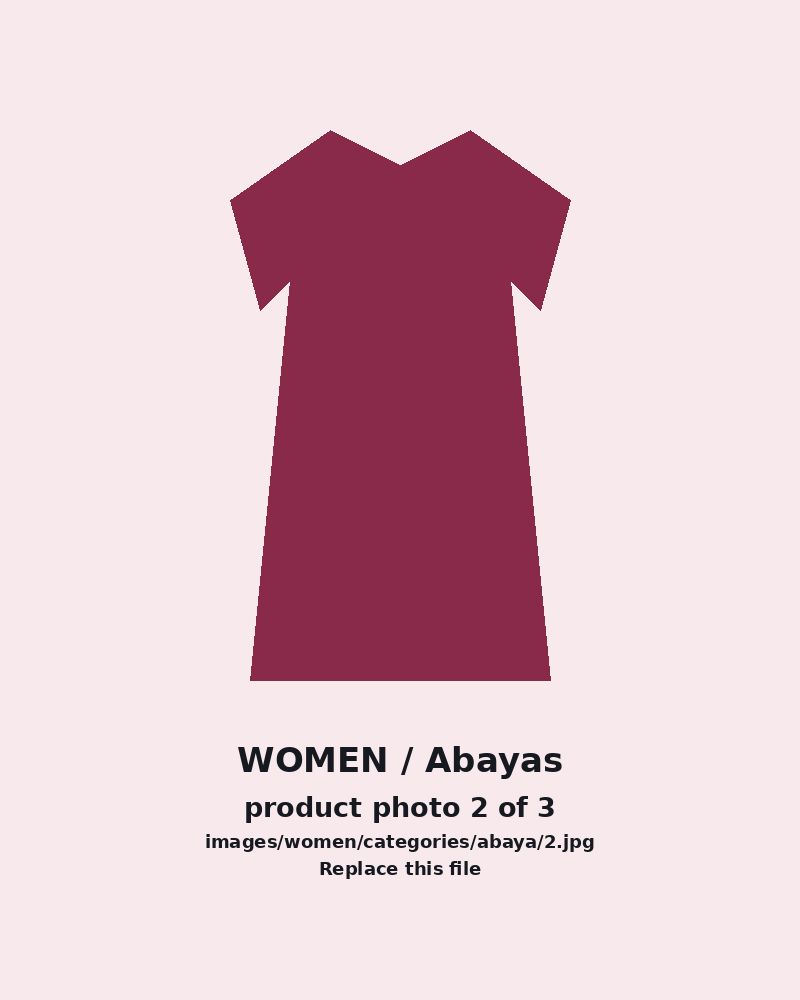 WOMEN / Abayas
product photo 2 of 3
images/women/categories/abaya/2.jpg
Replace this file